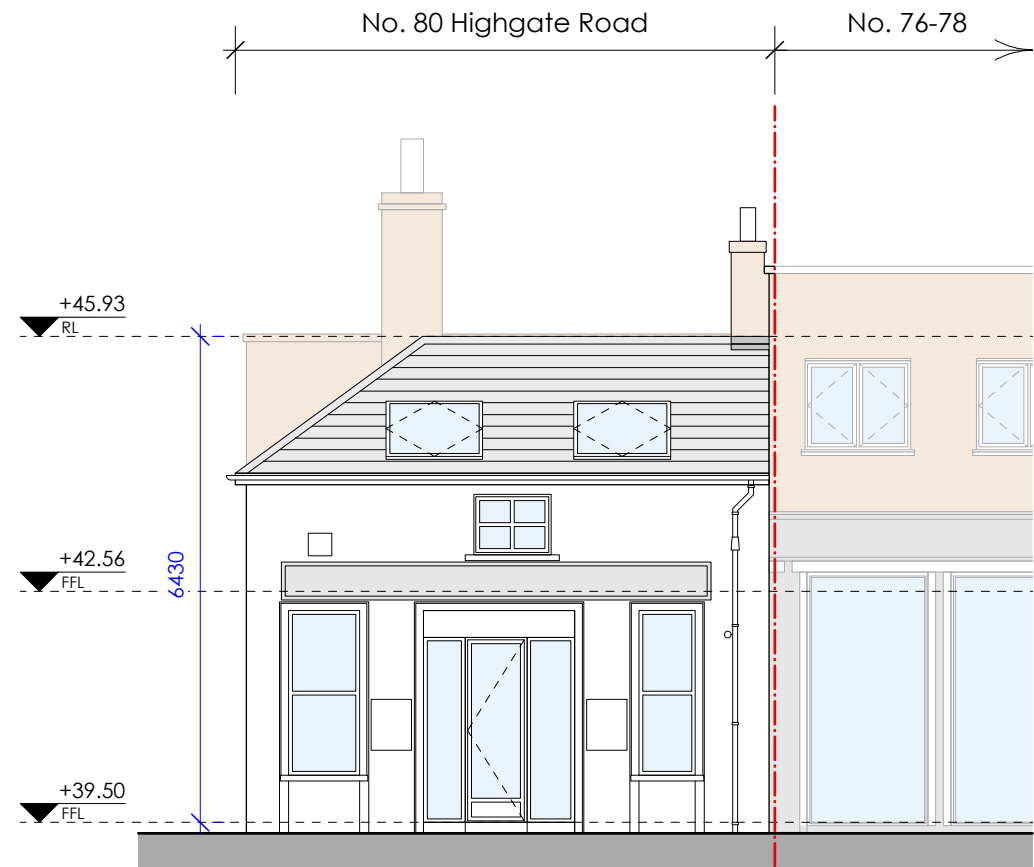 No. 80 Highgate Road
No. 76-78
+45.93
RL
+42.56
FFL
6430
+39.50
FFL